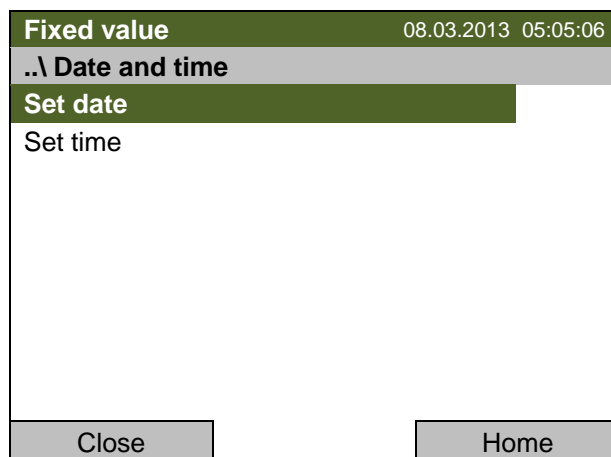 Fixed value 08.03.2013 05:05:06
..\ Date and time
Set date
Set time
Close Home